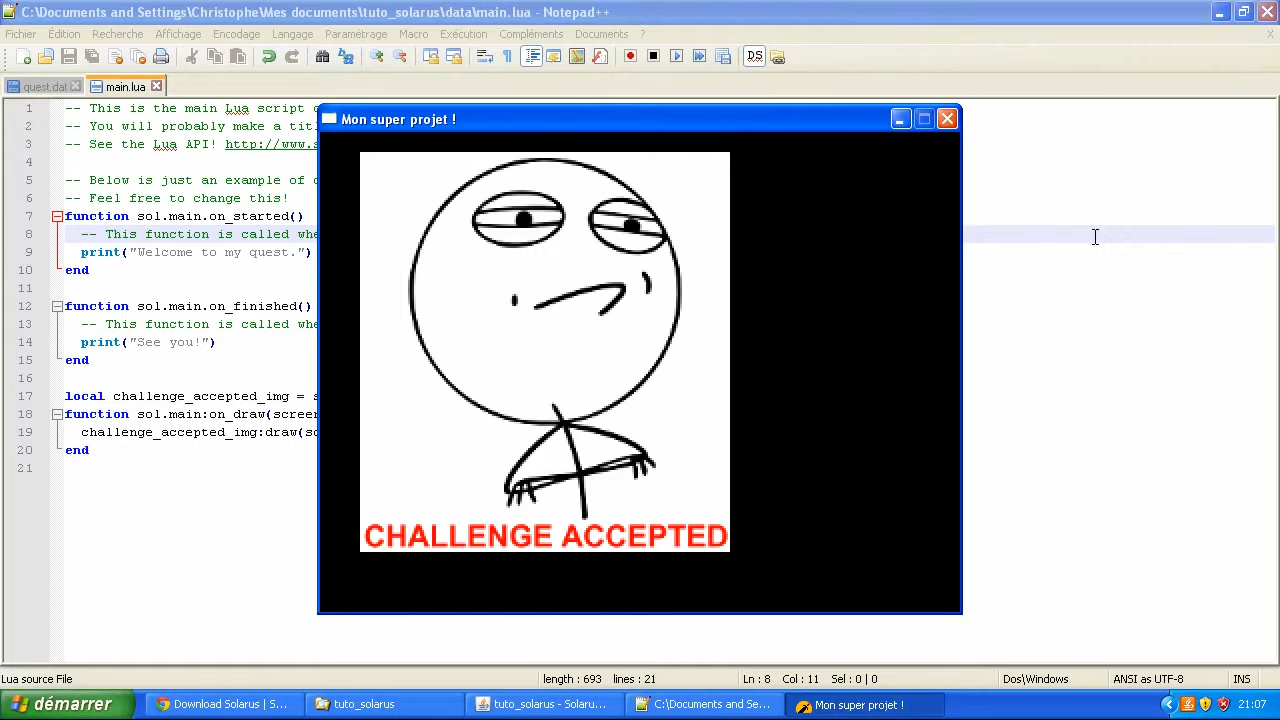 C:\Documents and Settings\Christophe\Mes documents\tuto_solarus\data\main.lua - Notepad++
Fichier Édition Recherche Affichage Encodage Langage Paramétrage Macro Exécution Compléments Documents ? X
quest.dat main.lua
1 -- This is the main Lua script
2 -- You will probably make a
3 -- See the Lua API! http://www.
4
5 -- Below is just an example of
6 -- Feel free to change this!
7 function sol.main.on_started()
8 -- This function is called
9 print("Welcome to my quest.")
10 end
11
12 function sol.main.on_finished()
13 -- This function is called
14 print("See you!")
15 end
16
17 local challenge_accepted_img =
18 function sol.main:on_draw(
19 challenge_accepted_img:draw(
20 end
21
Mon super projet !
CHALLENGE ACCEPTED
Lua source File length : 693 lines : 21 Ln : 8 Col : 11 Sel : 0 | 0 Dos\Windows ANSI as UTF-8 INS
démarrer Download Solarus | S... tuto_solarus tuto_solarus - Solaru... C:\Documents and Se... Mon super projet ! 21:07